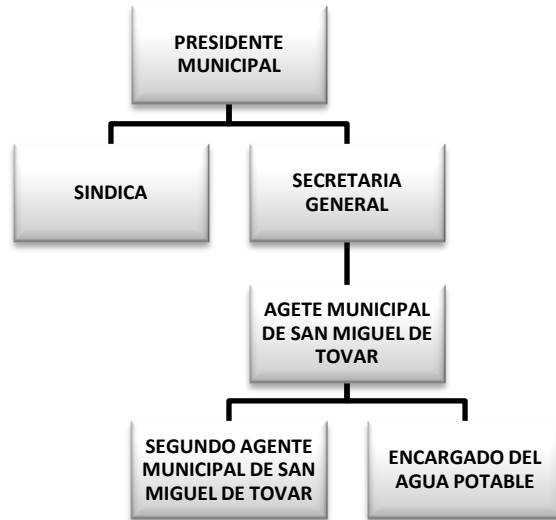 PRESIDENTE
MUNICIPAL
SINDICA
SECRETARIA
GENERAL
AGETE MUNICIPAL
DE SAN MIGUEL DE
TOVAR
SEGUNDO AGENTE
MUNICIPAL DE SAN
MIGUEL DE TOVAR
ENCARGADO DEL
AGUA POTABLE